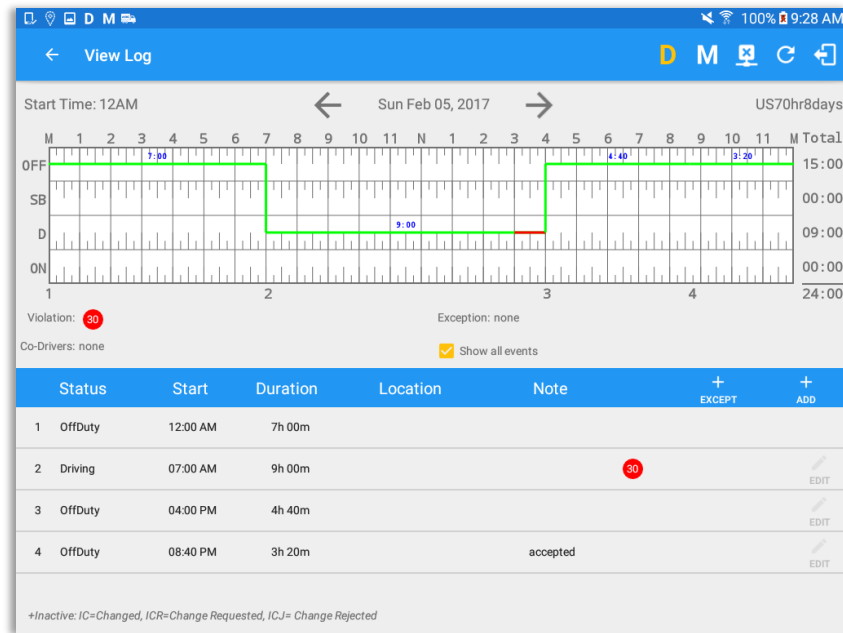 D M 100% 9:28 AM
View Log D M
Start Time: 12AM Sun Feb 05, 2017 US70hr8days
M 1 2 3 4 5 6 7 8 9 10 11 N 1 2 3 4 5 6 7 8 9 10 11 M Total
OFF 7:00 4:40 3:20 15:00
SB 00:00
D 9:00 09:00
ON 00:00
1 2 3 4 24:00
Violation: 30 Exception: none
Co-Drivers: none Show all events
Status Start Duration Location Note + EXCEPT + ADD
1 OffDuty 12:00 AM 7h 00m
2 Driving 07:00 AM 9h 00m 30 EDIT
3 OffDuty 04:00 PM 4h 40m EDIT
4 OffDuty 08:40 PM 3h 20m accepted EDIT
+Inactive: IC=Changed, ICR=Change Requested, ICJ= Change Rejected